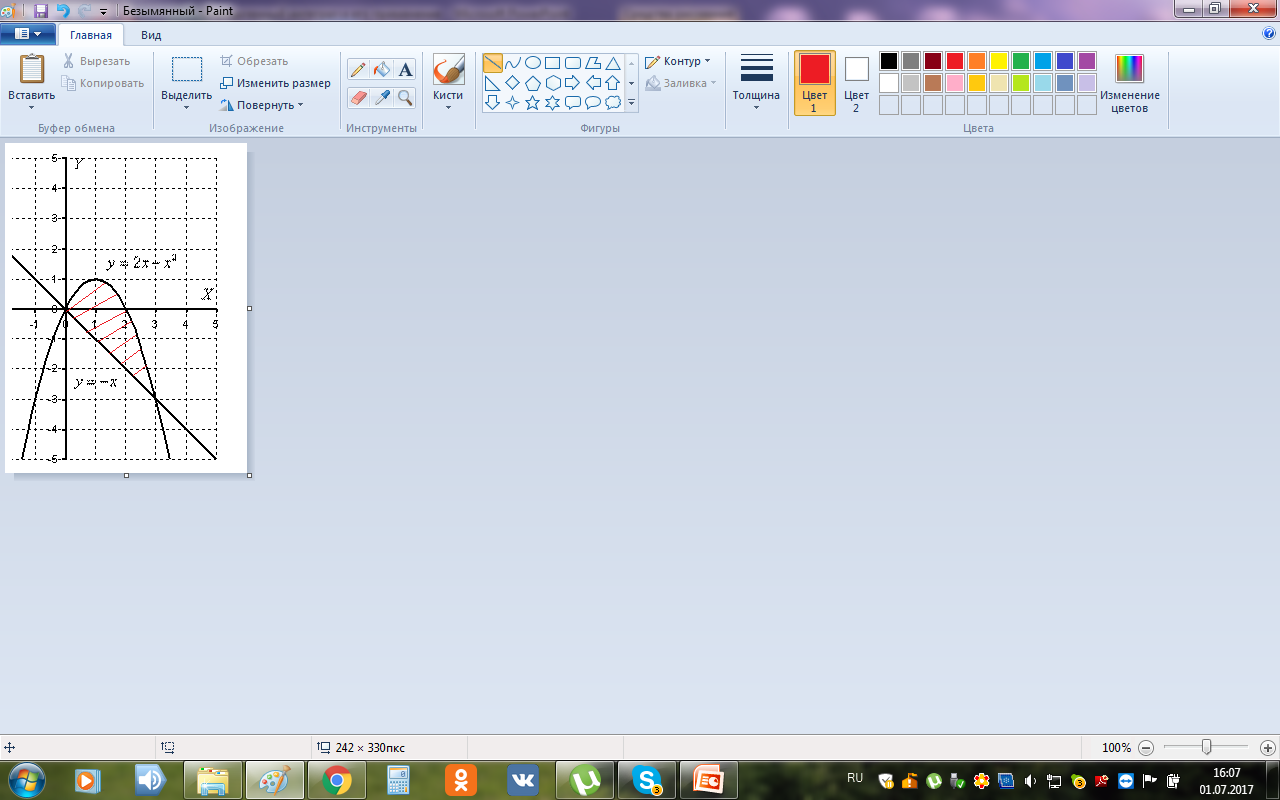 Безымянный - Paint
Главная
Вид
Вставить
Вырезать
Копировать
Буфер обмена
Выделить
Обрезать
Изменить размер
Повернуть
Изображение
Инструменты
Кисти
Фигуры
Контур
Заливка
Толщина
Цвет
1
Цвет
2
Цвета
Изменение
цветов
5
Y
4
3
2
y = 2x − x²
1
X
0
-1 0 1 2 3 4 5
-1
-2
y = −x
-3
-4
-5
242 × 330пкс
100%
RU
16:07
01.07.2017